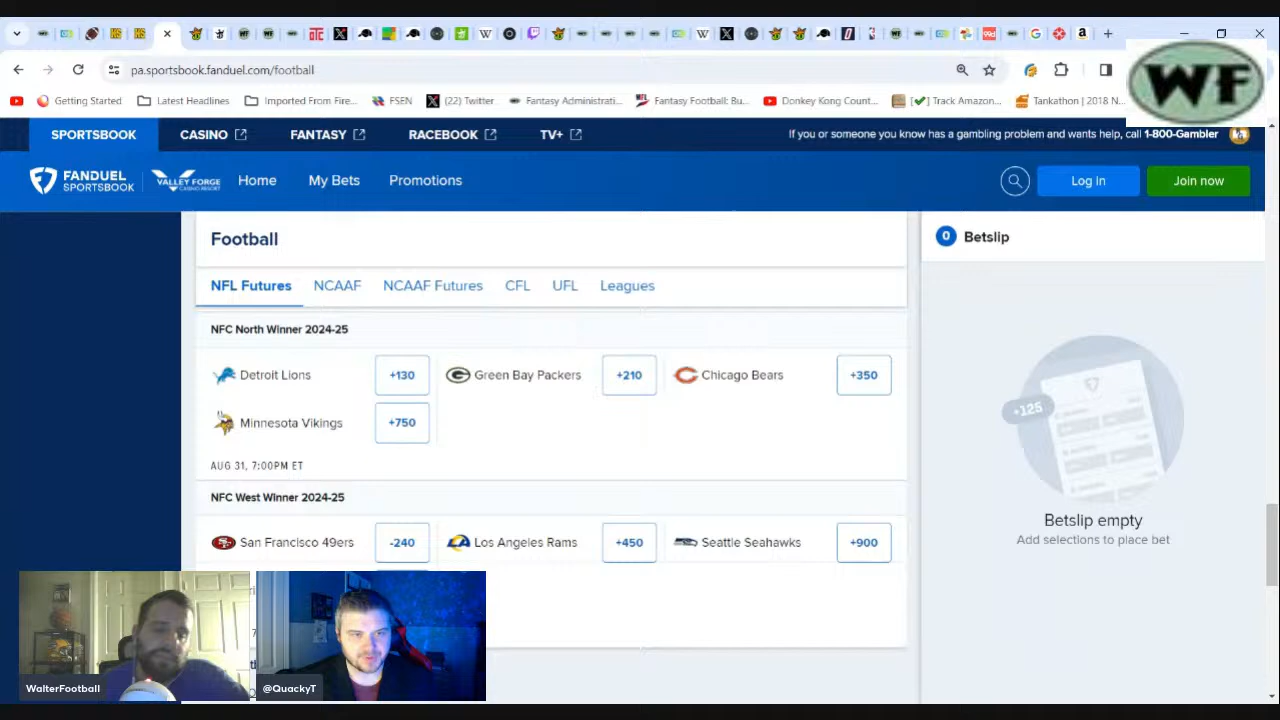 WF
pa.sportsbook.fanduel.com/football
Getting Started
Latest Headlines
Imported From Fire...
FSEN
(22) Twitter
Fantasy Administrati...
Fantasy Football: Bu...
Donkey Kong Count...
Track Amazon...
Tankathon | 2018 N...
SPORTSBOOK
CASINO
FANTASY
RACEBOOK
TV+
If you or someone you know has a gambling problem and wants help, call 1-800-Gambler
FANDUEL
SPORTSBOOK
VALLEY FORGE
Home
My Bets
Promotions
Log in
Join now
Football
0 Betslip
NFL Futures
NCAAF
NCAAF Futures
CFL
UFL
Leagues
NFC North Winner 2024-25
Detroit Lions +130
Green Bay Packers +210
Chicago Bears +350
Minnesota Vikings +750
AUG 31, 7:00PM ET
NFC West Winner 2024-25
San Francisco 49ers -240
Los Angeles Rams +450
Seattle Seahawks +900
+125
Betslip empty
Add selections to place bet
WalterFootball
@QuackyT